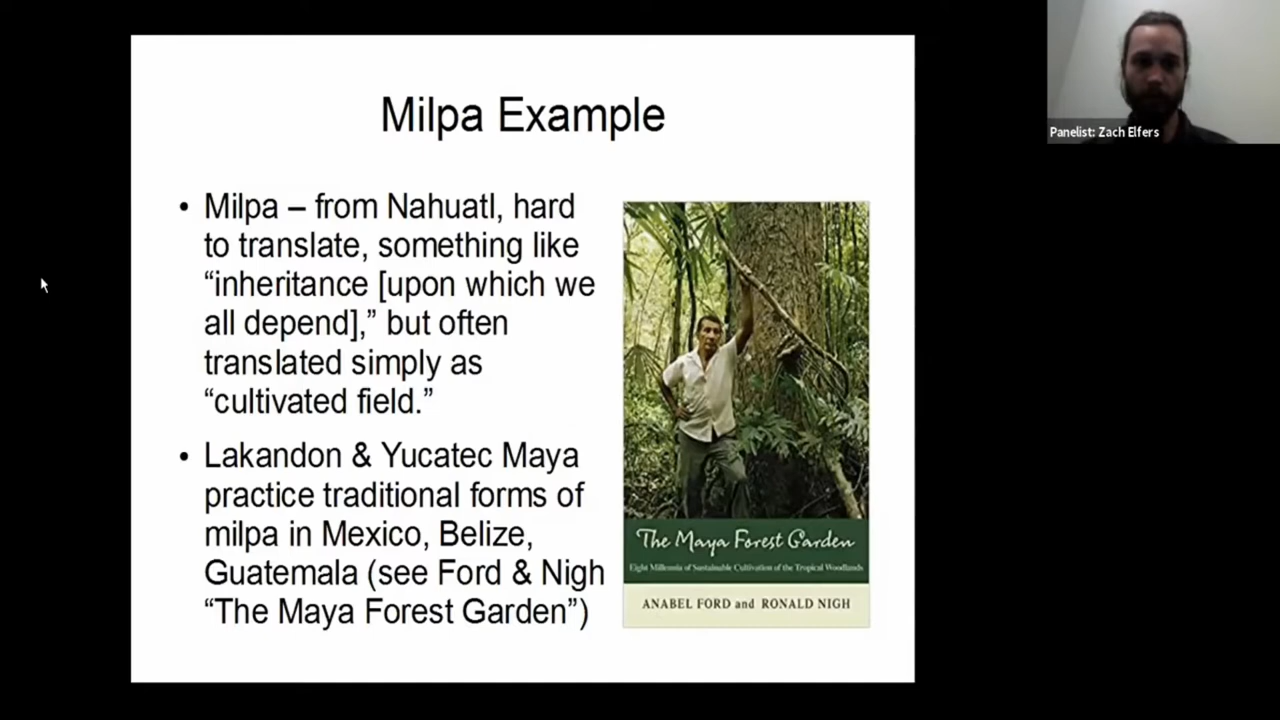 Milpa Example
• Milpa – from Nahuatl, hard
to translate, something like
“inheritance [upon which we
all depend],” but often
translated simply as
“cultivated field.”
• Lakandon & Yucatec Maya
practice traditional forms of
milpa in Mexico, Belize,
Guatemala (see Ford & Nigh
“The Maya Forest Garden”)
The Maya Forest Garden
Eight Millennia of Sustainable Cultivation of the Tropical Woodlands
ANABEL FORD and RONALD NIGH
Panelist: Zach Elfers